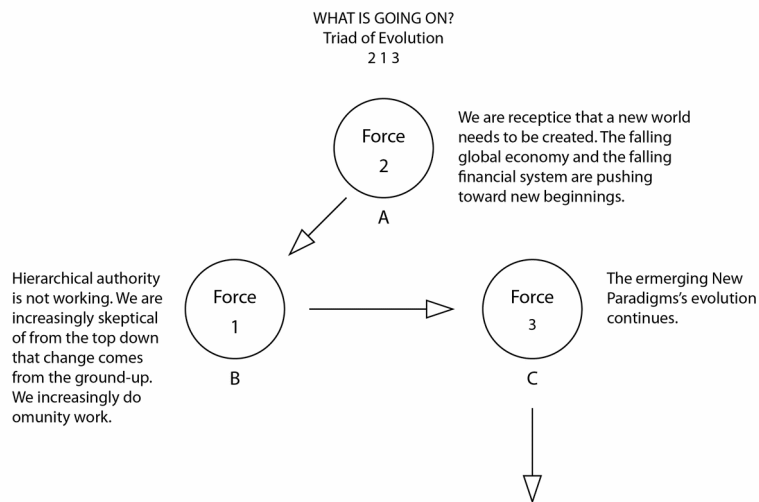 WHAT IS GOING ON?
Triad of Evolution
2 1 3
Force
2
A
We are receptice that a new world
needs to be created. The falling
global economy and the falling
financial system are pushing
toward new beginnings.
Hierarchical authority
is not working. We are
increasingly skeptical
of from the top down
that change comes
from the ground-up.
We increasingly do
omunity work.
Force
1
B
Force
3
C
The ermerging New
Paradigms's evolution
continues.